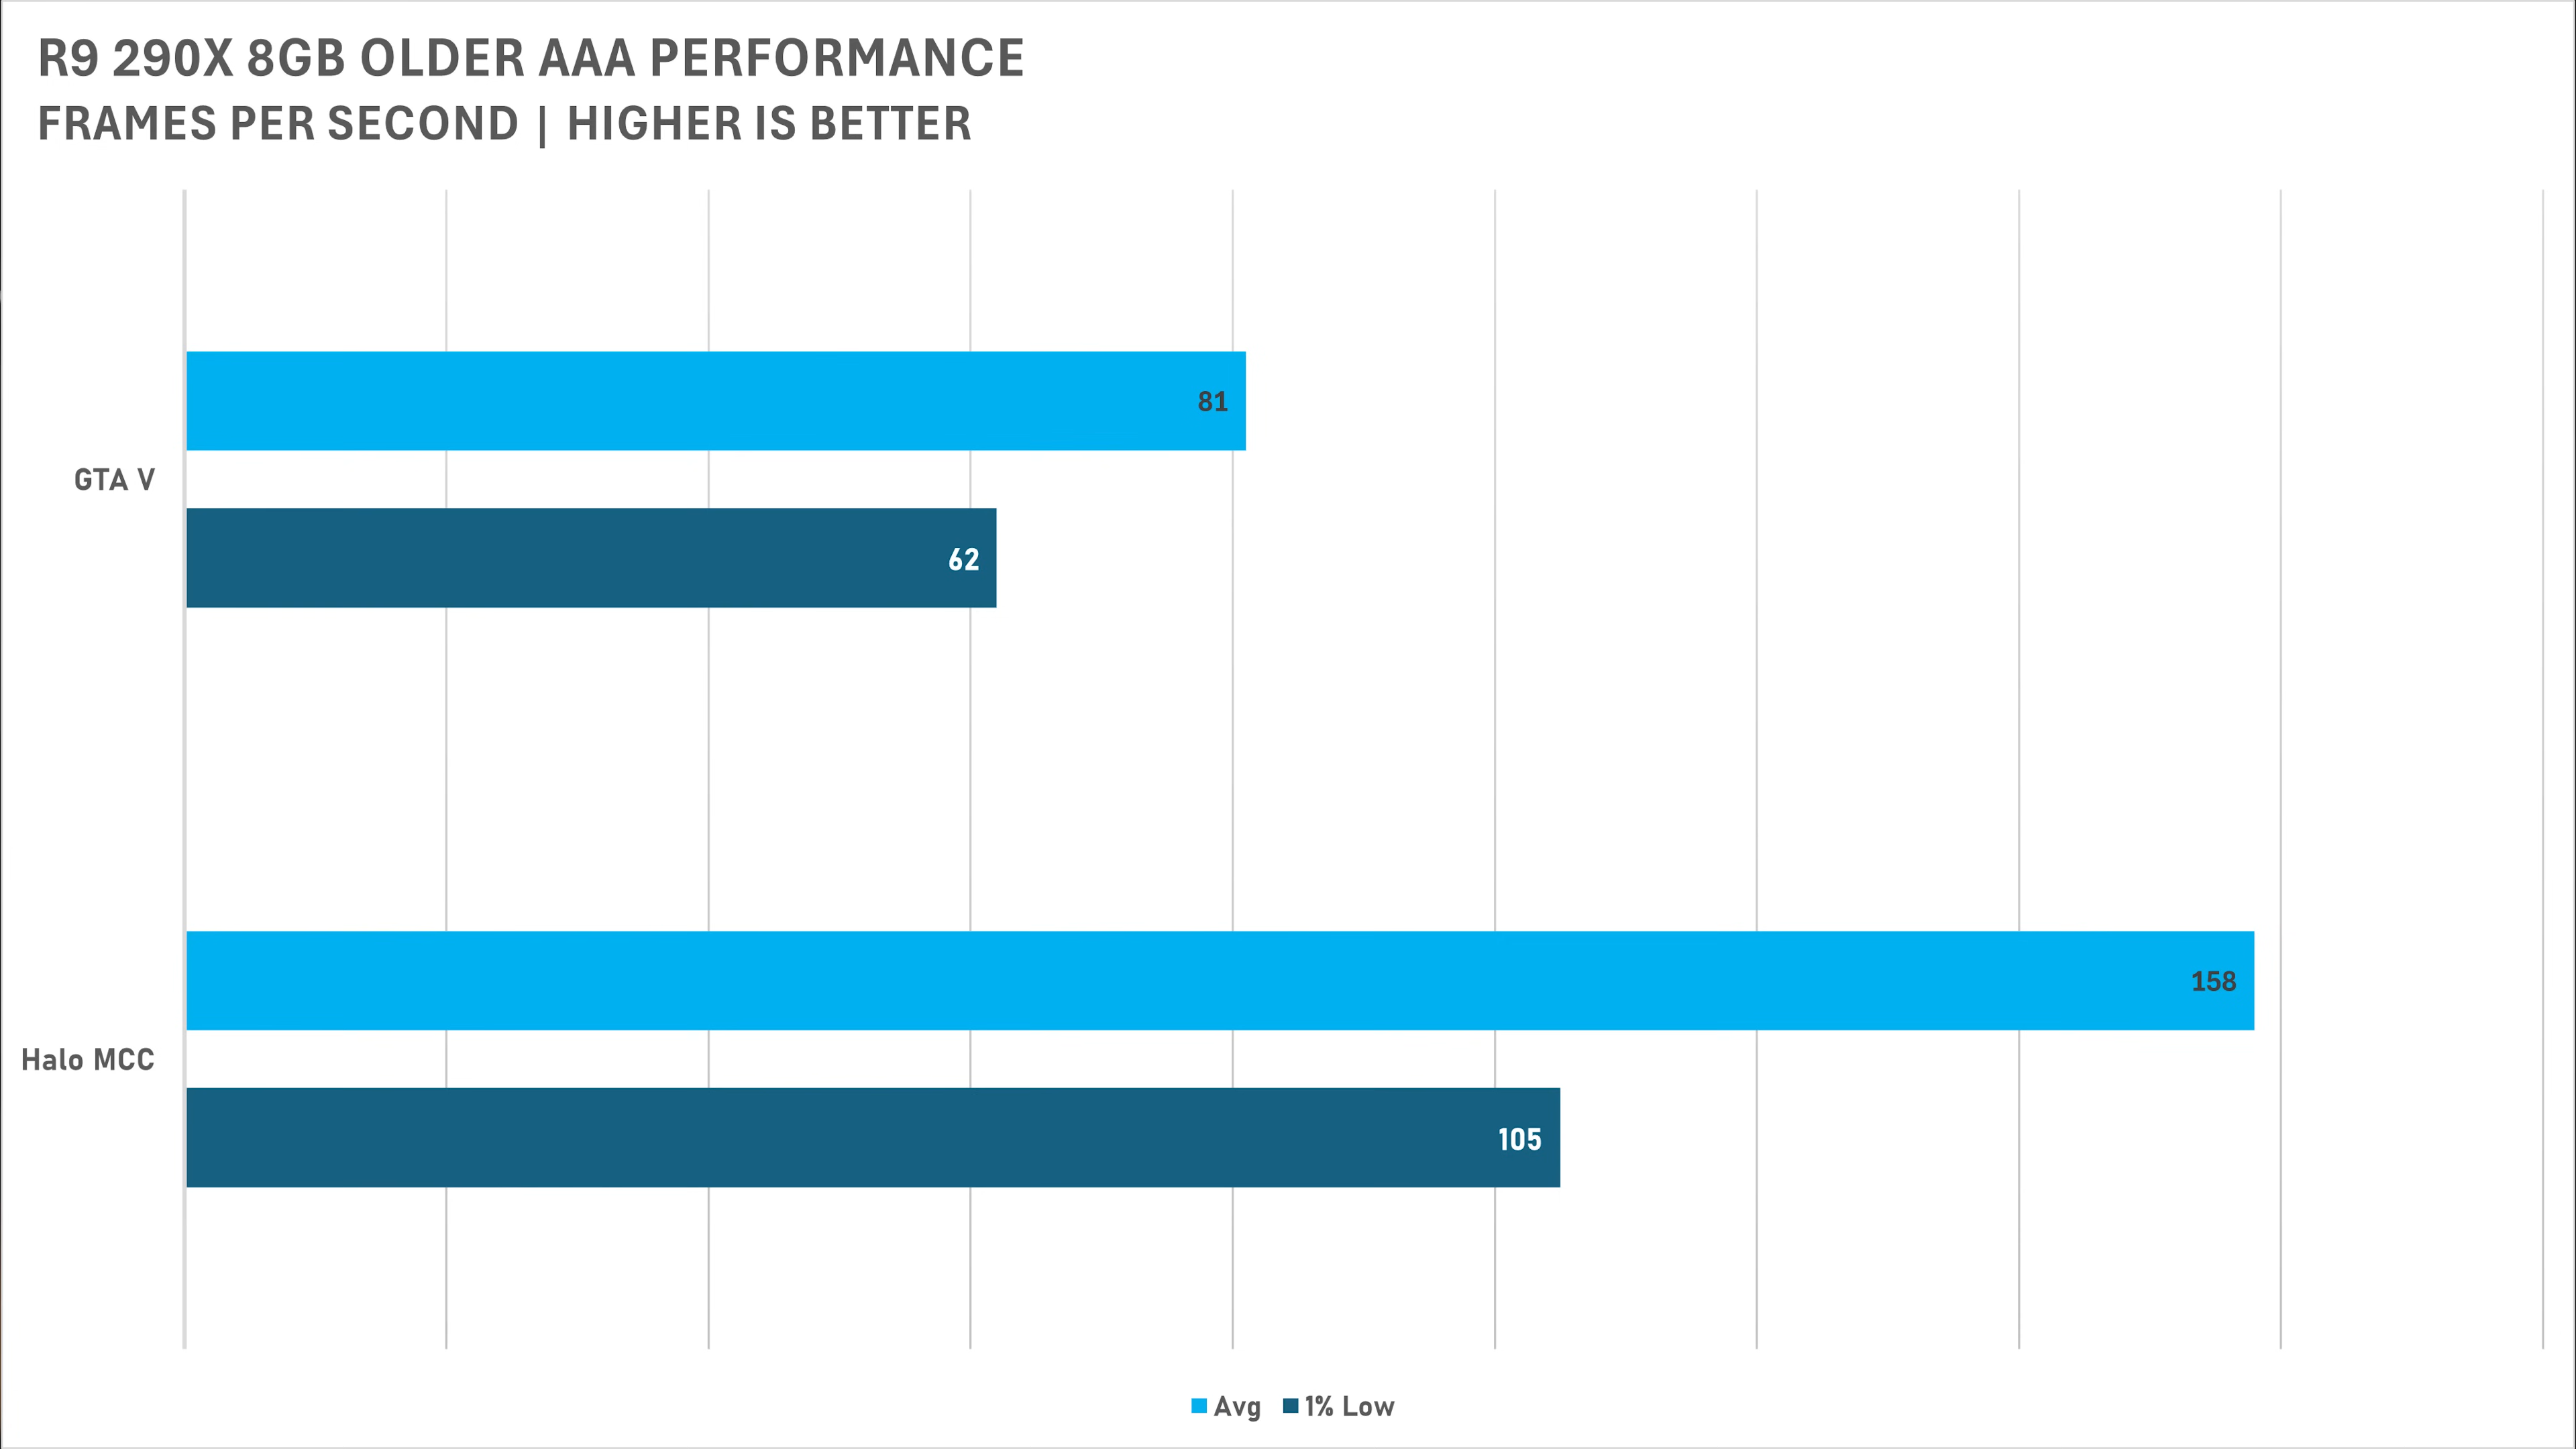 R9 290X 8GB OLDER AAA PERFORMANCE
FRAMES PER SECOND | HIGHER IS BETTER
81
GTA V
62
158
Halo MCC
105
Avg 1% Low